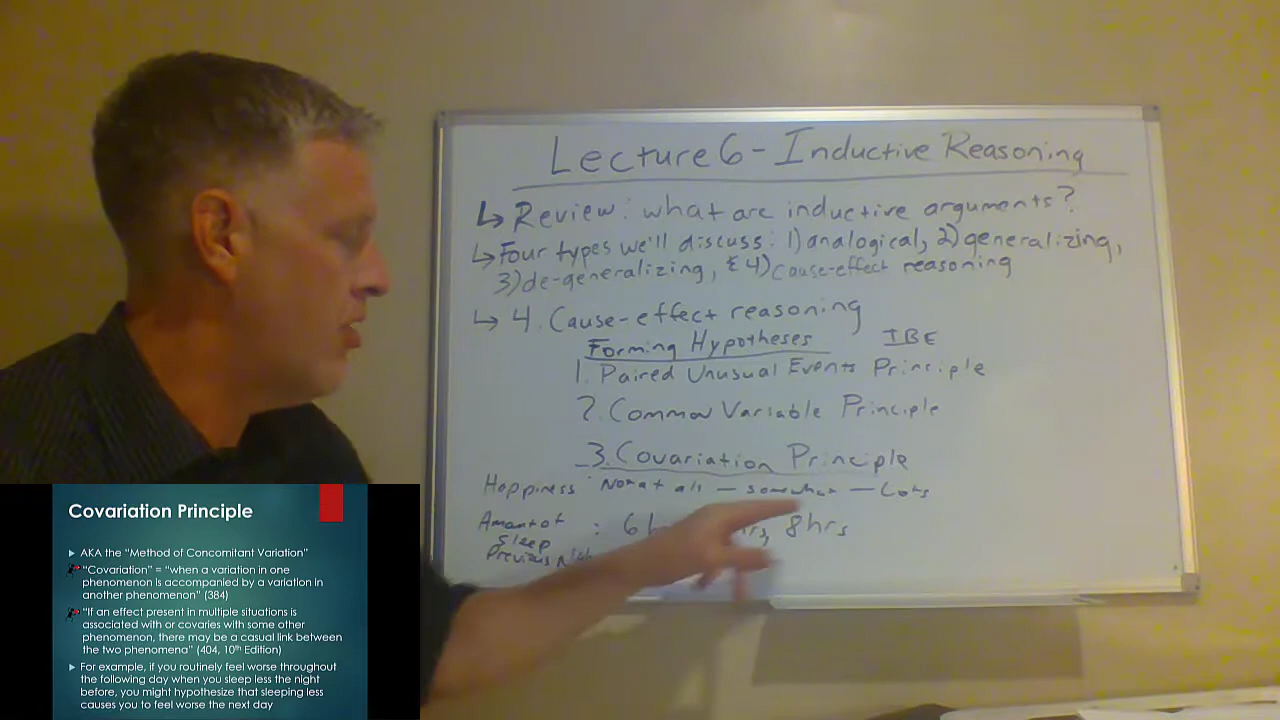 Lecture 6 - Inductive Reasoning
↳ Review: what are inductive arguments?
↳ Four types we'll discuss: 1) analogical, 2) generalizing,
3) de-generalizing, & 4) Cause-effect reasoning
↳ 4. Cause-effect reasoning
Forming Hypotheses IBE
1. Paired Unusual Events Principle
2. Common Variable Principle
3. Covariation Principle
Happiness: Not at all - somewhat - Lots
Amount of
Sleep : 6 hrs, 8hrs
Previous
Covariation Principle
AKA the "Method of Concomitant Variation"
"Covariation" = "when a variation in one
phenomenon is accompanied by a variation in
another phenomenon" (384)
"If an effect present in multiple situations is
associated with or covaries with some other
phenomenon, there may be a casual link between
the two phenomena" (404, 10th Edition)
For example, if you routinely feel worse throughout
the following day when you sleep less the night
before, you might hypothesize that sleeping less
causes you to feel worse the next day